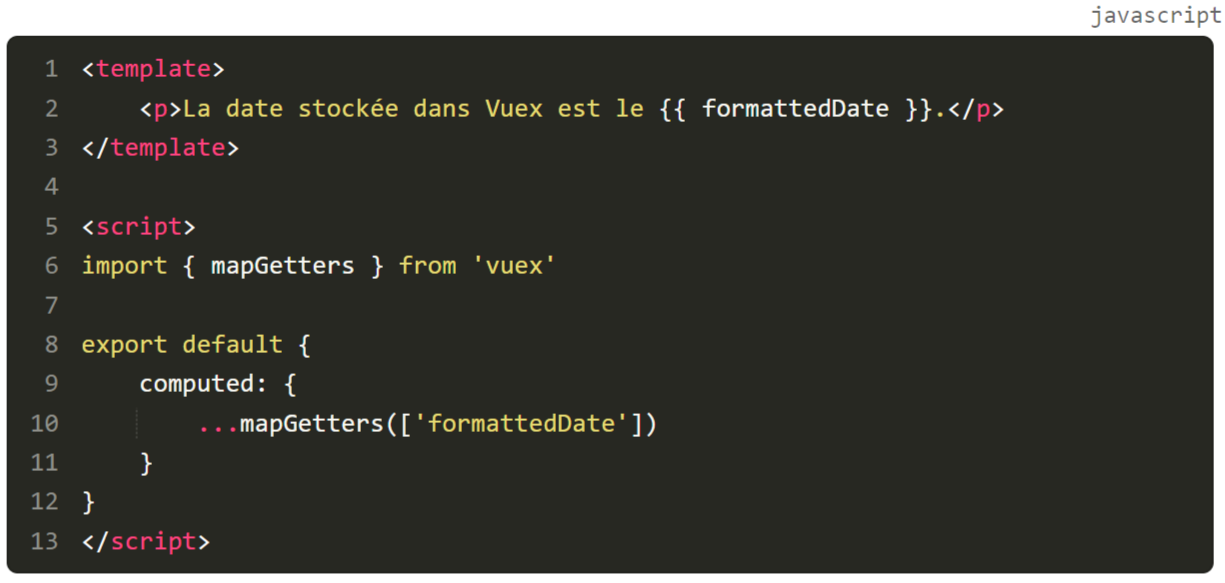 javascript
1 <template>
2     <p>La date stockée dans Vuex est le {{ formattedDate }}.</p>
3 </template>
4
5 <script>
6 import { mapGetters } from 'vuex'
7
8 export default {
9     computed: {
10         ...mapGetters(['formattedDate'])
11     }
12 }
13 </script>